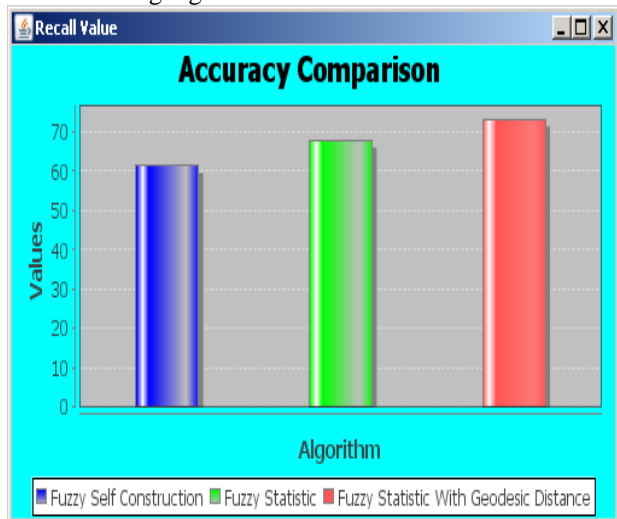 Recall Value
Accuracy Comparison
70
60
50
40
30
20
10
0
Values
Algorithm
Fuzzy Self Construction Fuzzy Statistic Fuzzy Statistic With Geodesic Distance